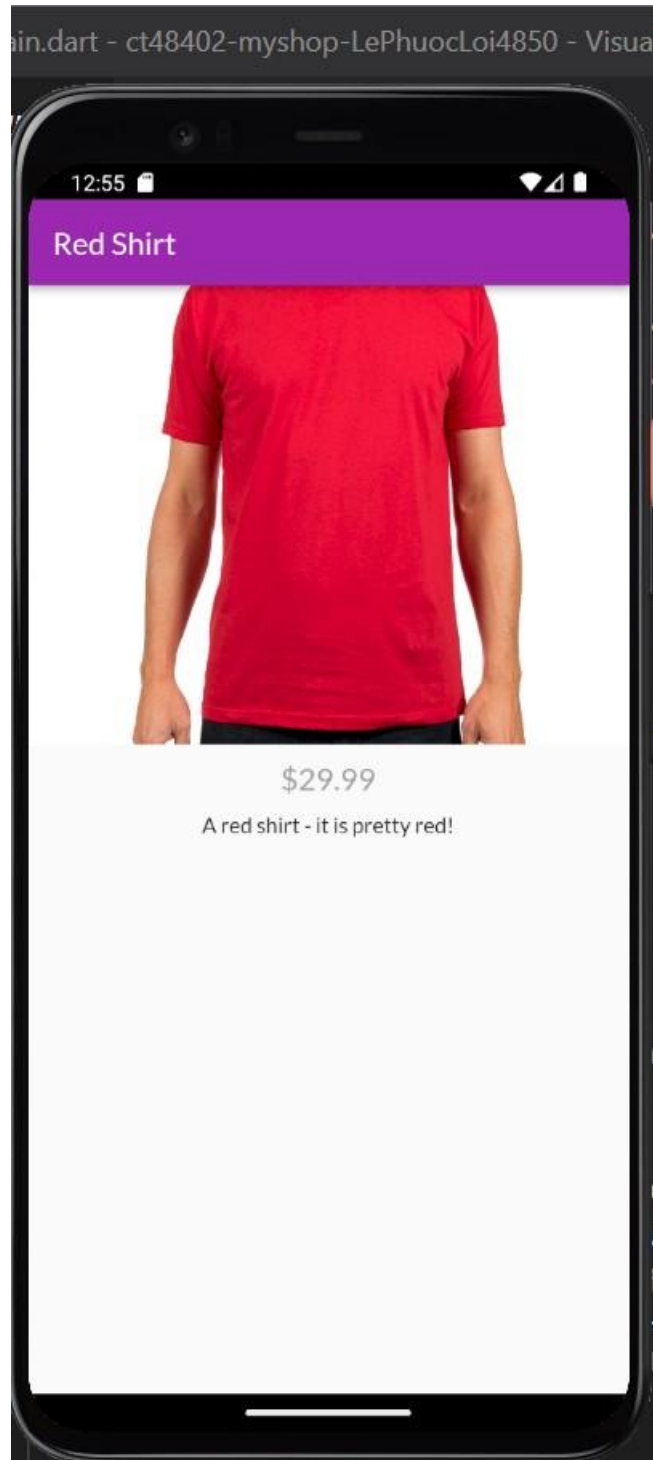 ain.dart - ct48402-myshop-LePhuocLoi4850 - Visua
12:55
Red Shirt
$29.99
A red shirt - it is pretty red!